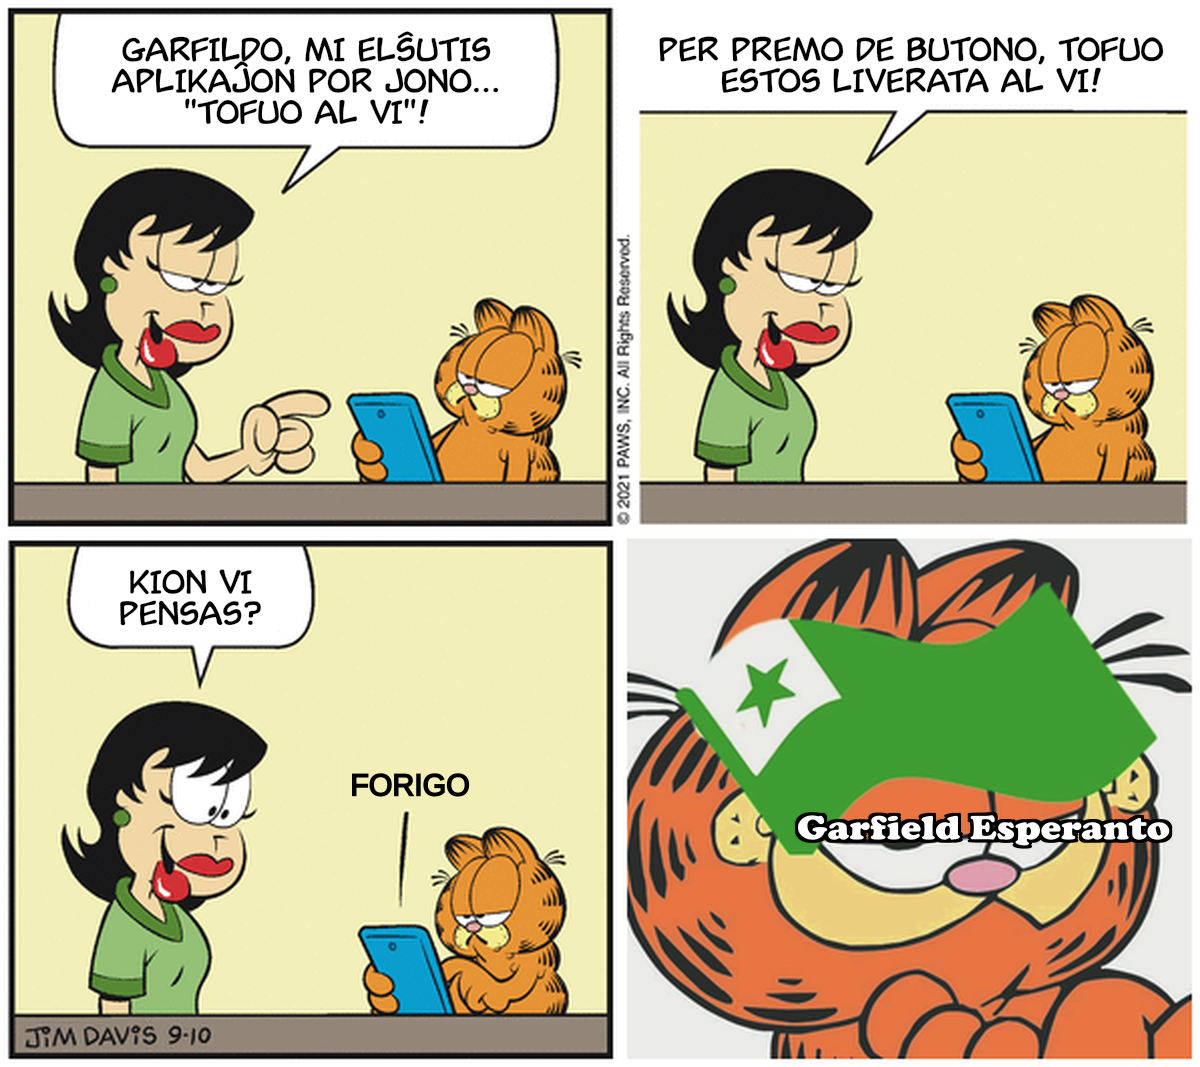 GARFILDO, MI ELŜUTIS
APLIKAĴON POR JONO...
"TOFUO AL VI"!
PER PREMO DE BUTONO, TOFUO
ESTOS LIVERATA AL VI!
© 2021 PAWS, INC. All Rights Reserved.
KION VI
PENSAS?
FORIGO
JIM DAVIS 9-10
Garfield Esperanto